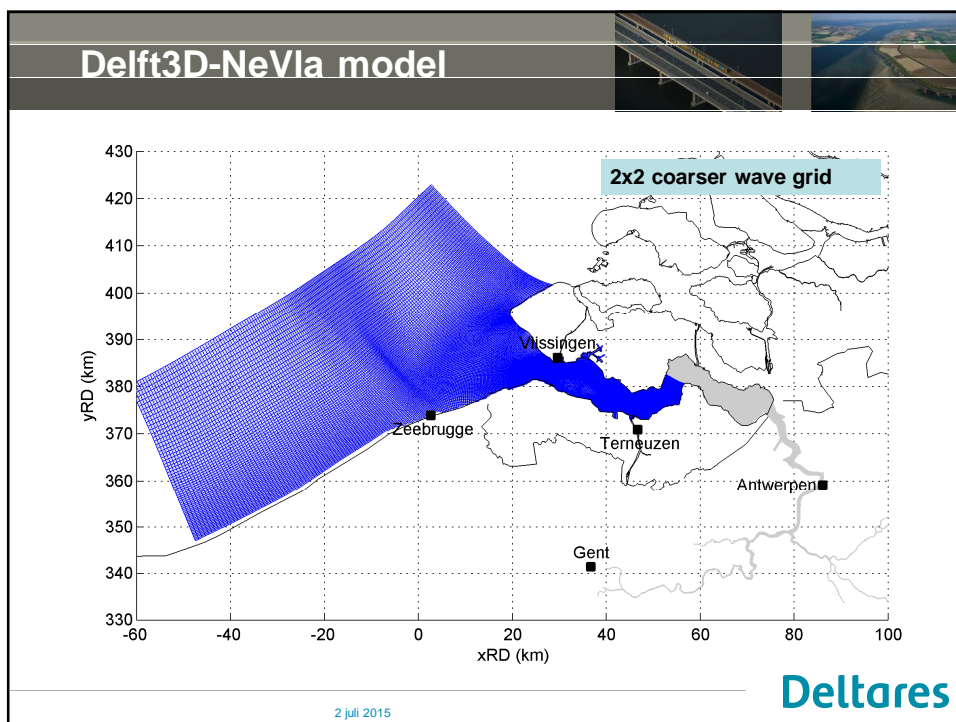 Delft3D-NeVla model
2x2 coarser wave grid
430
420
410
400
390
380
370
360
350
340
330
yRD (km)
Vlissingen
Zeebrugge
Terneuzen
Antwerpen
Gent
-60
-40
-20
0
20
40
60
80
100
xRD (km)
2 juli 2015
Deltares